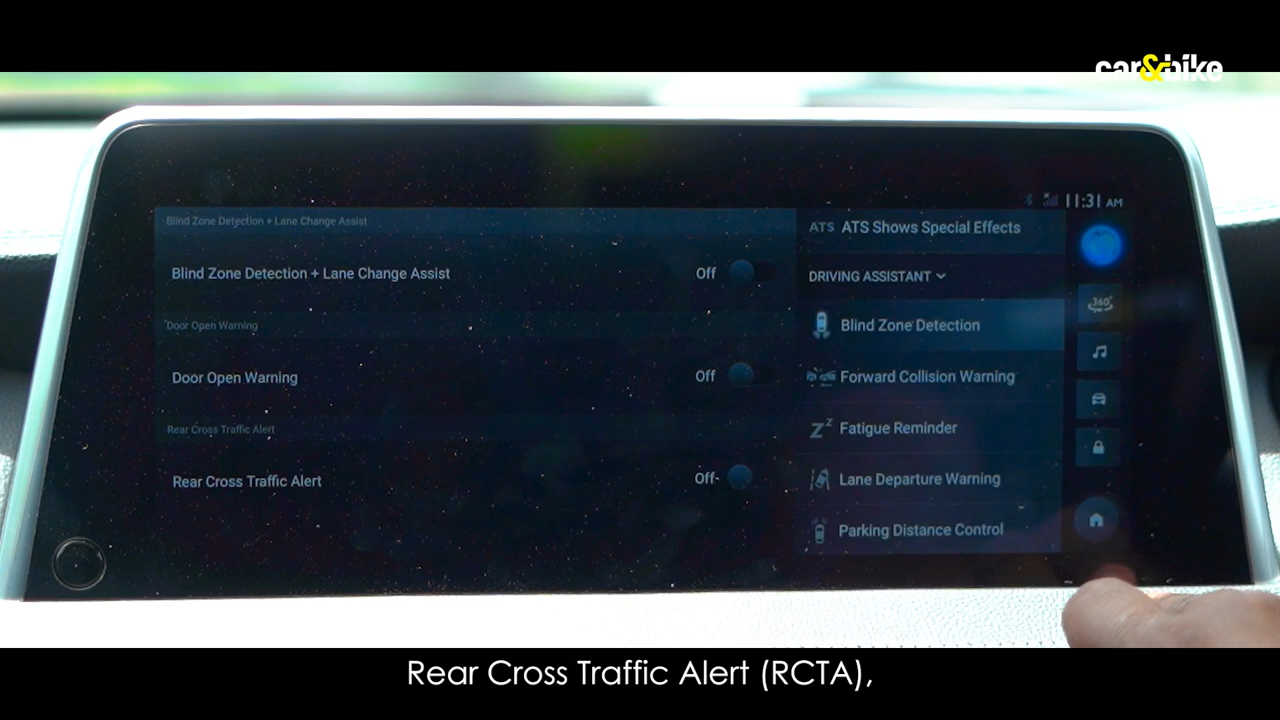 car&bike
11:31 AM
Blind Zone Detection + Lane Change Assist
Blind Zone Detection + Lane Change Assist Off
Door Open Warning
Door Open Warning Off
Rear Cross Traffic Alert
Rear Cross Traffic Alert Off
ATS ATS Shows Special Effects
DRIVING ASSISTANT
Blind Zone Detection
Forward Collision Warning
Zz Fatigue Reminder
Lane Departure Warning
Parking Distance Control
360°
Rear Cross Traffic Alert (RCTA),